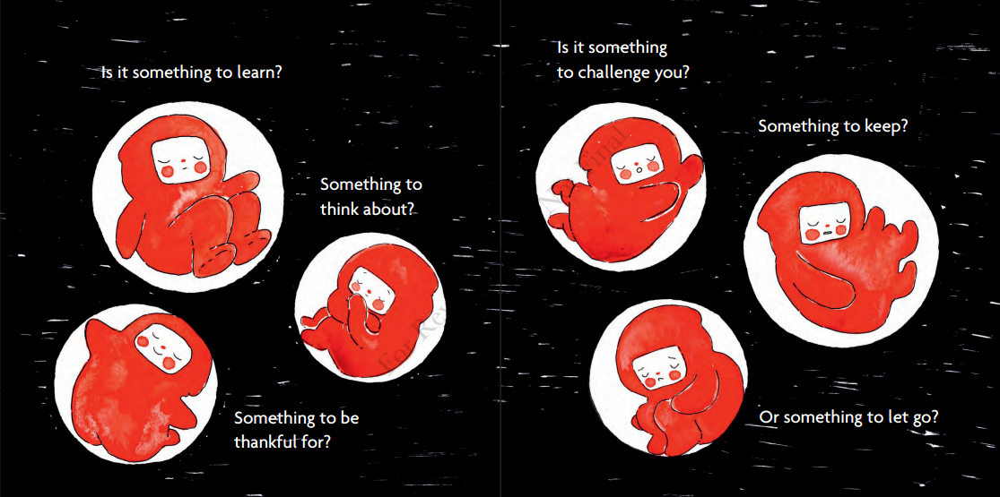 Is it something to learn?
Something to
think about?
Something to be
thankful for?
Is it something
to challenge you?
Something to keep?
Or something to let go?